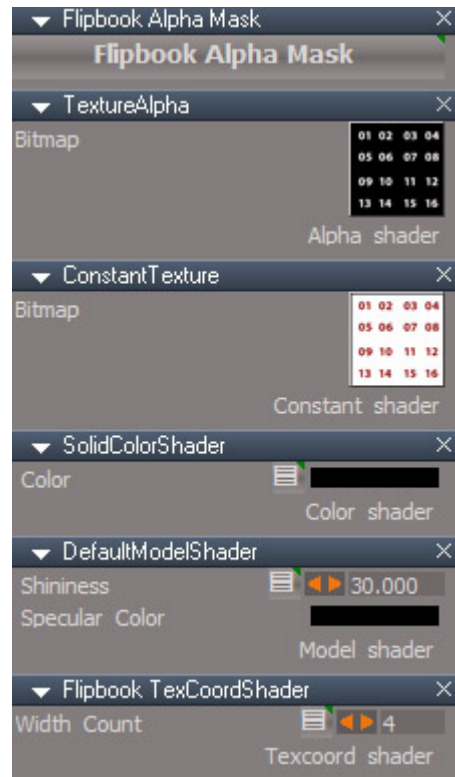 Flipbook Alpha Mask
Flipbook Alpha Mask
TextureAlpha
Bitmap
01 02 03 04
05 06 07 08
09 10 11 12
13 14 15 16
Alpha shader
ConstantTexture
Bitmap
01 02 03 04
05 06 07 08
09 10 11 12
13 14 15 16
Constant shader
SolidColorShader
Color
Color shader
DefaultModelShader
Shininess 30.000
Specular Color
Model shader
Flipbook TexCoordShader
Width Count 4
Texcoord shader